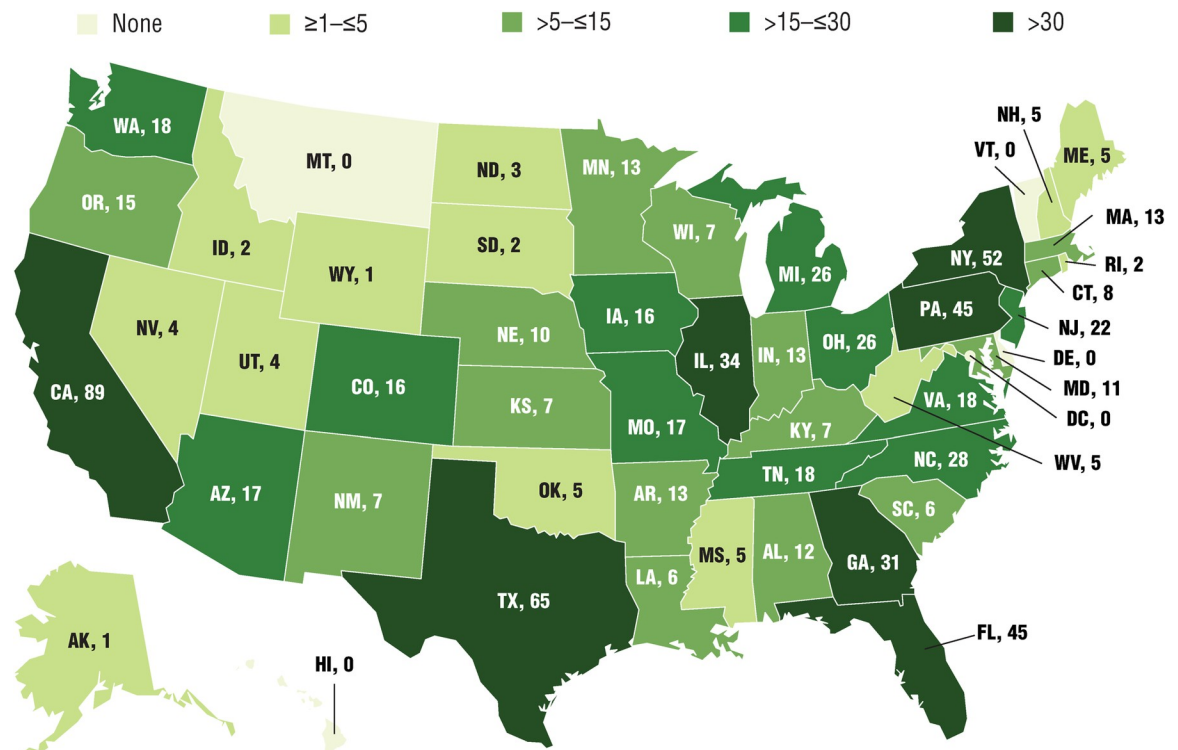 None
≥1–≤5
>5–≤15
>15–≤30
>30
WA, 18
MT, 0
ND, 3
MN, 13
NH, 5
VT, 0
ME, 5
OR, 15
ID, 2
WY, 1
SD, 2
WI, 7
MI, 26
NY, 52
MA, 13
RI, 2
CT, 8
NV, 4
UT, 4
NE, 10
IA, 16
IL, 34
IN, 13
OH, 26
PA, 45
NJ, 22
DE, 0
MD, 11
DC, 0
CA, 89
CO, 16
KS, 7
MO, 17
KY, 7
VA, 18
WV, 5
AZ, 17
NM, 7
OK, 5
AR, 13
TN, 18
NC, 28
SC, 6
MS, 5
AL, 12
GA, 31
LA, 6
TX, 65
FL, 45
AK, 1
HI, 0